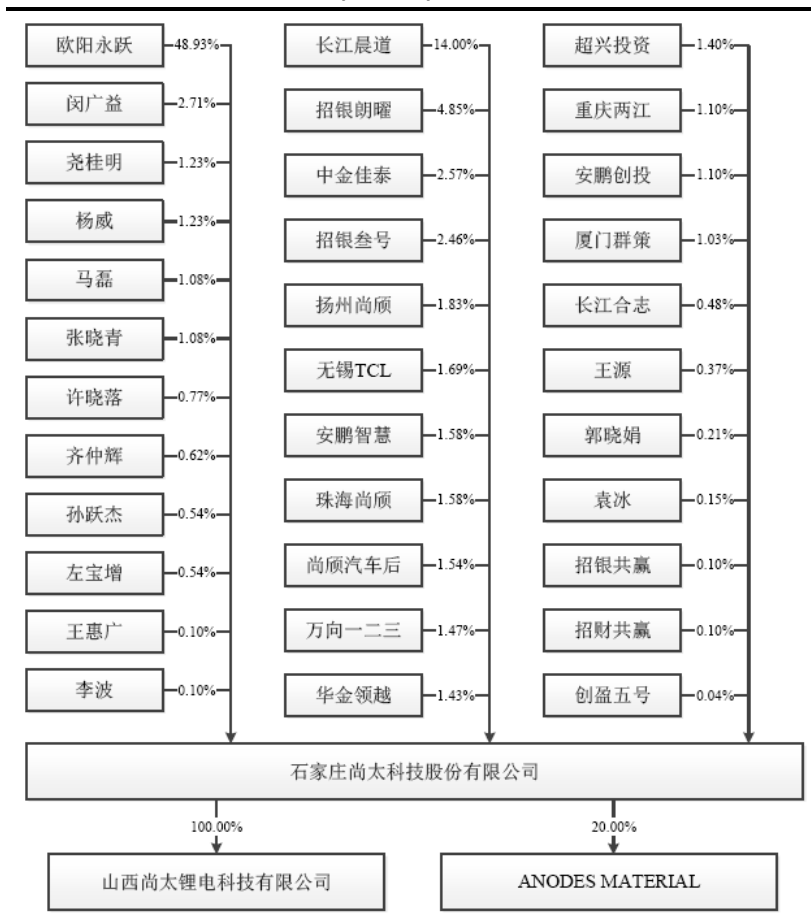 欧阳永跃 48.93%
闵广益 2.71%
尧桂明 1.23%
杨威 1.23%
马磊 1.08%
张晓青 1.08%
许晓落 0.77%
齐仲辉 0.62%
孙跃杰 0.54%
左宝增 0.54%
王惠广 0.10%
李波 0.10%
长江晨道 14.00%
招银朗曜 4.85%
中金佳泰 2.57%
招银叁号 2.46%
扬州尚颀 1.83%
无锡TCL 1.69%
安鹏智慧 1.58%
珠海尚颀 1.58%
尚颀汽车后 1.54%
万向一二三 1.47%
华金领越 1.43%
超兴投资 1.40%
重庆两江 1.10%
安鹏创投 1.10%
厦门群策 1.03%
长江合志 0.48%
王源 0.37%
郭晓娟 0.21%
袁冰 0.15%
招银共赢 0.10%
招财共赢 0.10%
创盈五号 0.04%
石家庄尚太科技股份有限公司
100.00%
20.00%
山西尚太锂电科技有限公司
ANODES MATERIAL